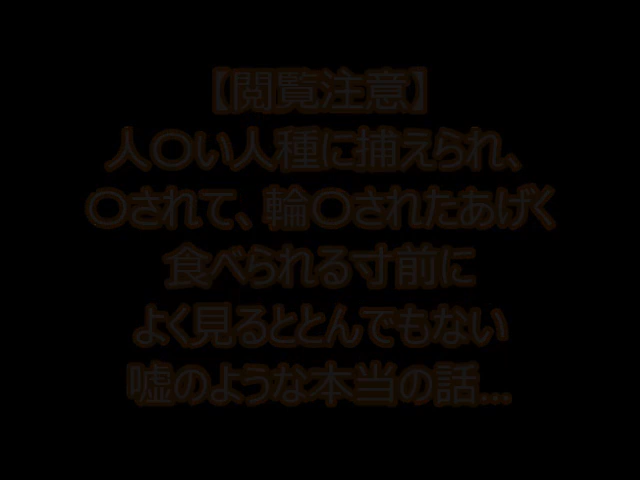 【閲覧注意】
人〇い人種に捕えられ、
〇されて、輪〇されたあげく
食べられる寸前に
よく見るととんでもない
嘘のような本当の話...